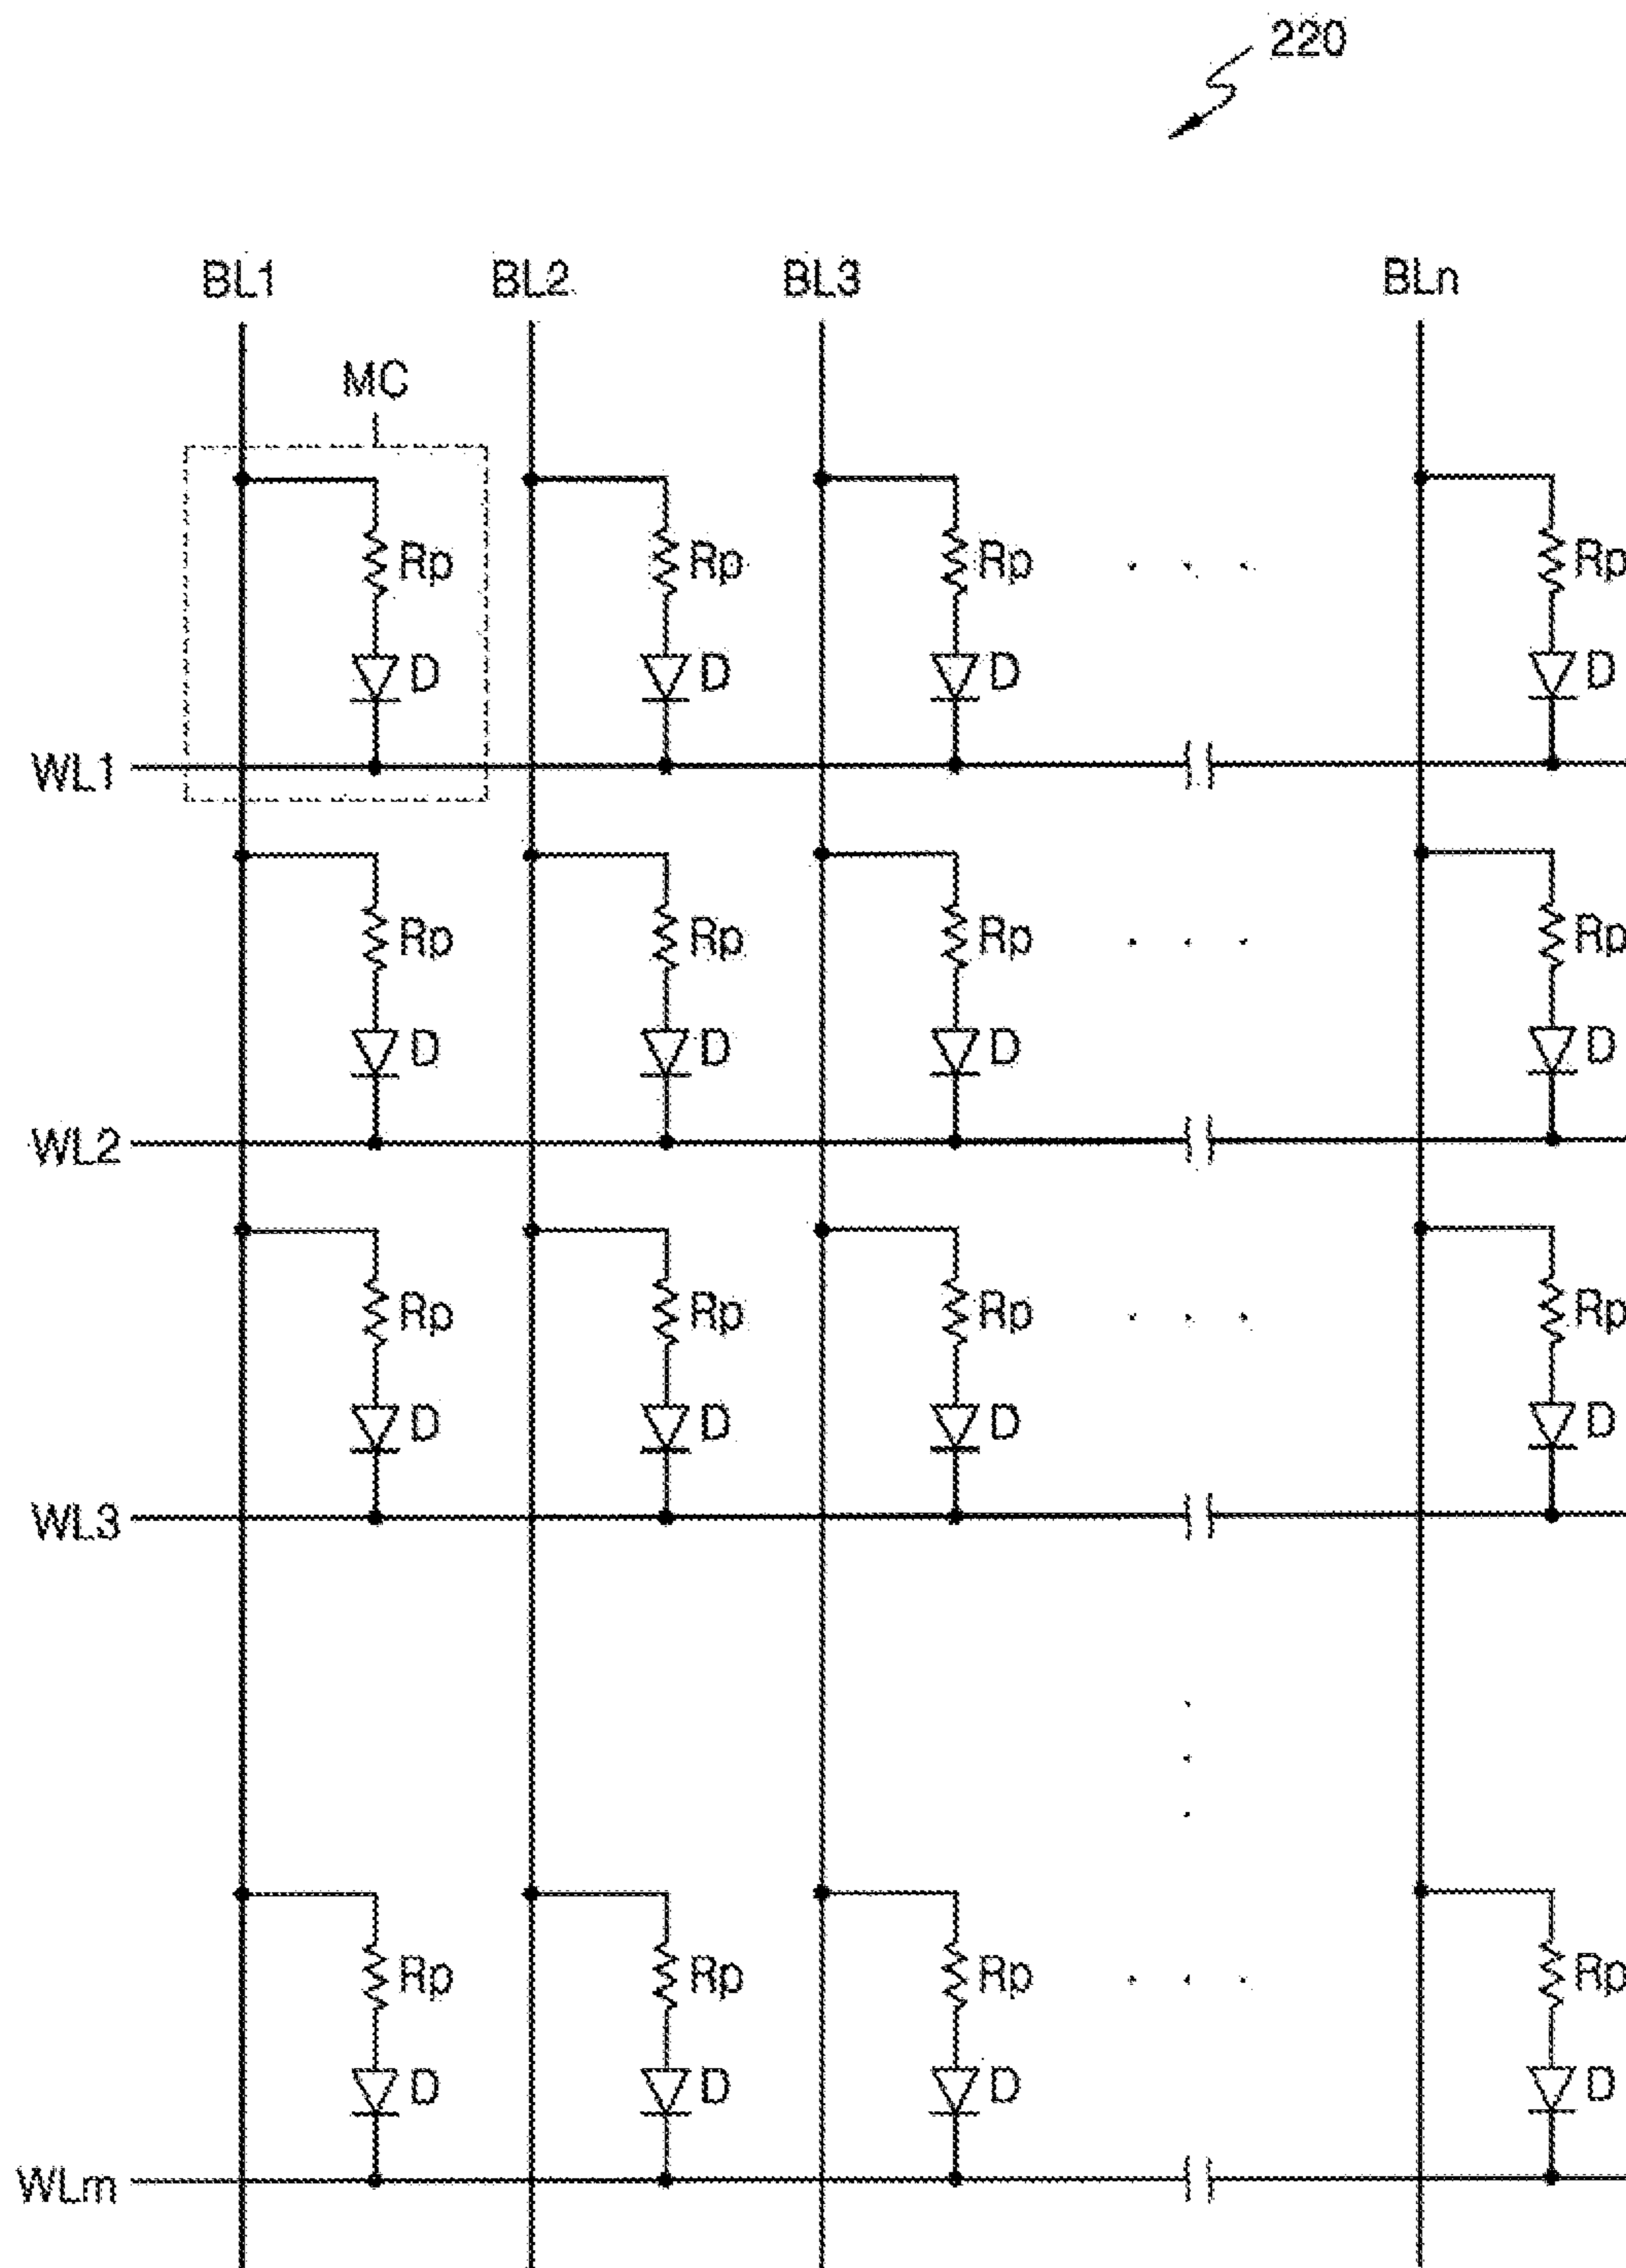 220
BL1 BL2 BL3 BLn
MC
Rp Rp Rp . . . Rp
D D D D
WL1
Rp Rp Rp . . . Rp
D D D D
WL2
Rp Rp Rp . . . Rp
D D D D
WL3
Rp Rp Rp . . . Rp
D D D D
WLm